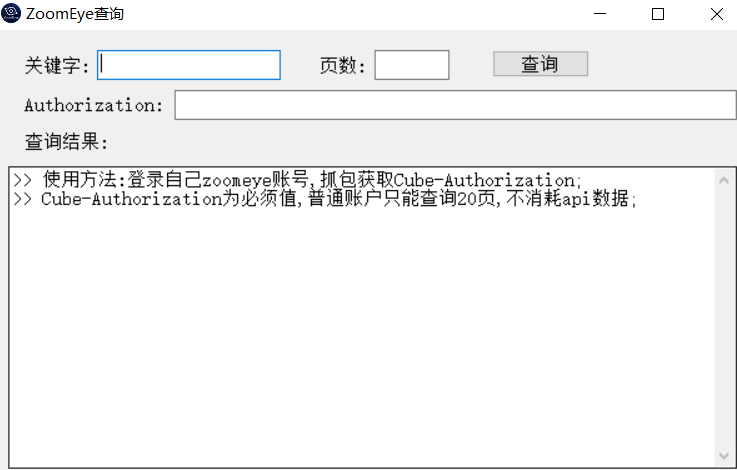 ZoomEye查询
关键字: 页数: 查询
Authorization:
查询结果:
>> 使用方法:登录自己zoomeye账号,抓包获取Cube-Authorization;
>> Cube-Authorization为必须值,普通账户只能查询20页,不消耗api数据;